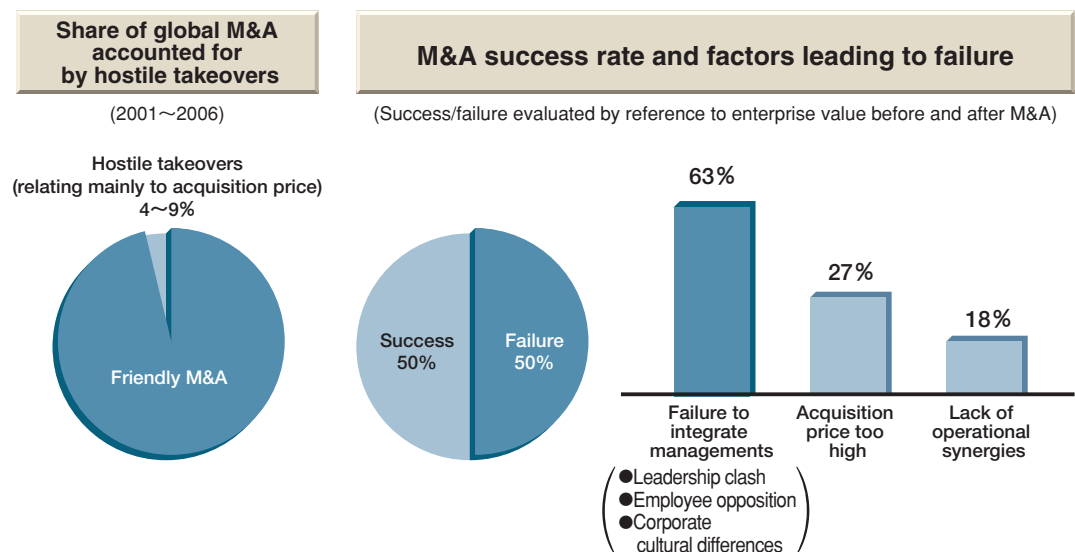 Share of global M&A
accounted for
by hostile takeovers
(2001～2006)
Hostile takeovers
(relating mainly to acquisition price)
4～9%
Friendly M&A
M&A success rate and factors leading to failure
(Success/failure evaluated by reference to enterprise value before and after M&A)
Success
50%
Failure
50%
63%
27%
18%
Failure to
integrate
managements
●Leadership clash
●Employee opposition
●Corporate
cultural differences
Acquisition
price too
high
Lack of
operational
synergies